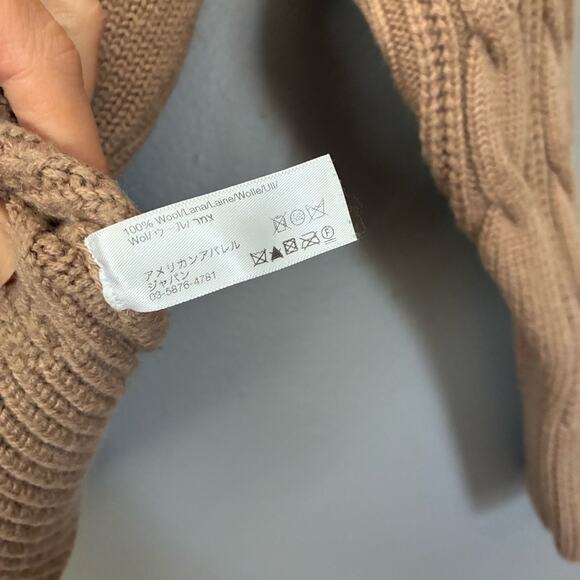 100% Wool/Lana/Laine/Wolle/Ull/
Wol/ウール/צמר
アメリカンアパレル
ジャパン
03-5876-4781
F